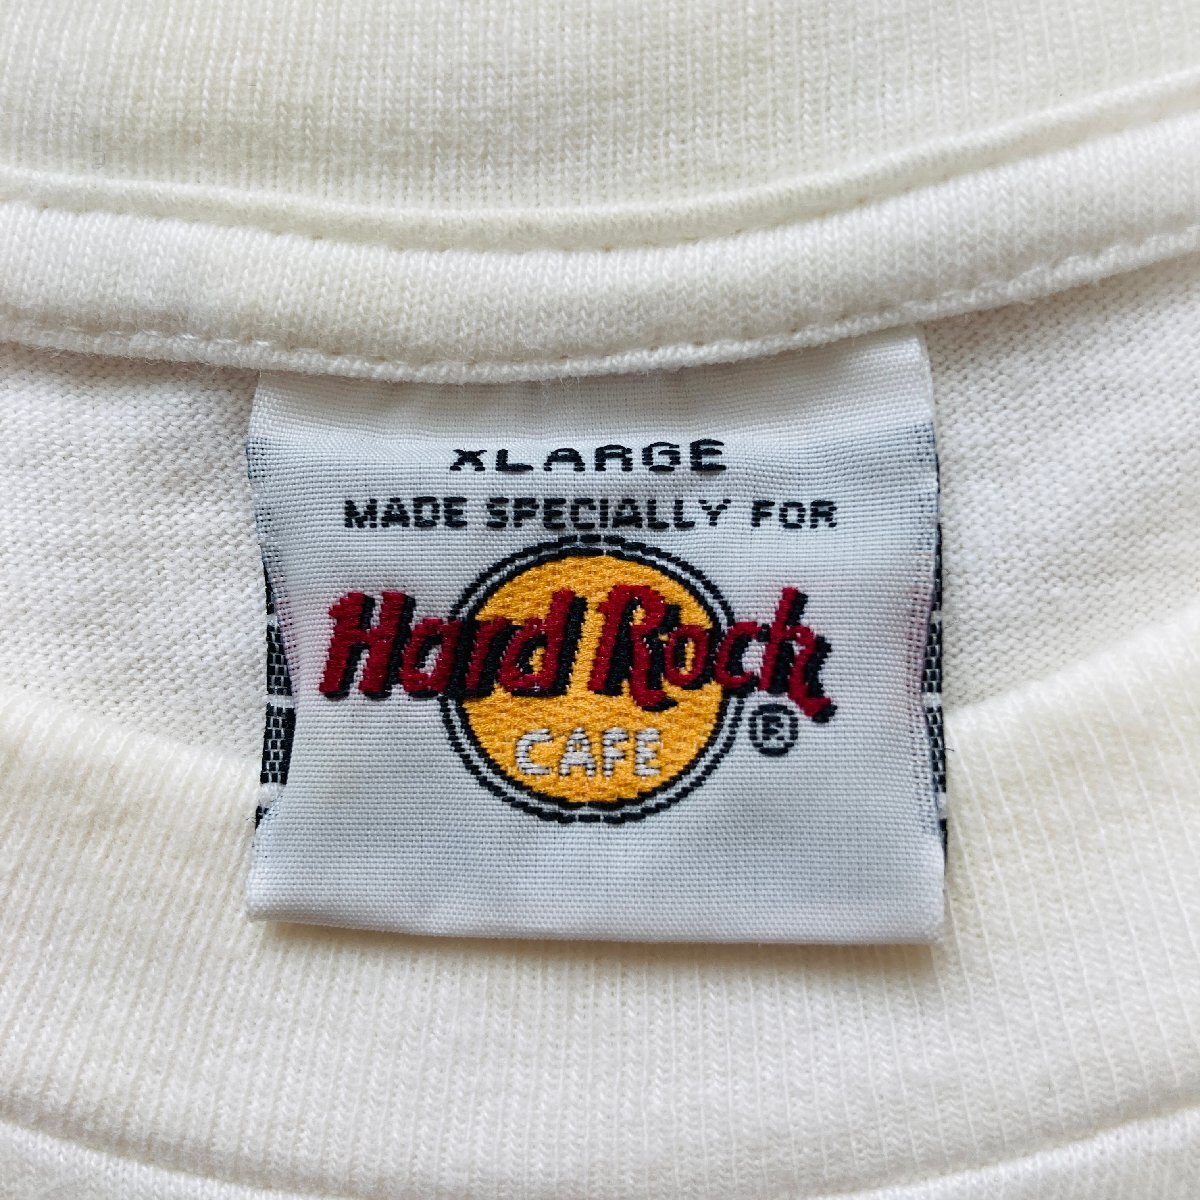 XLARGE
MADE SPECIALLY FOR
Hard Rock
CAFE ®